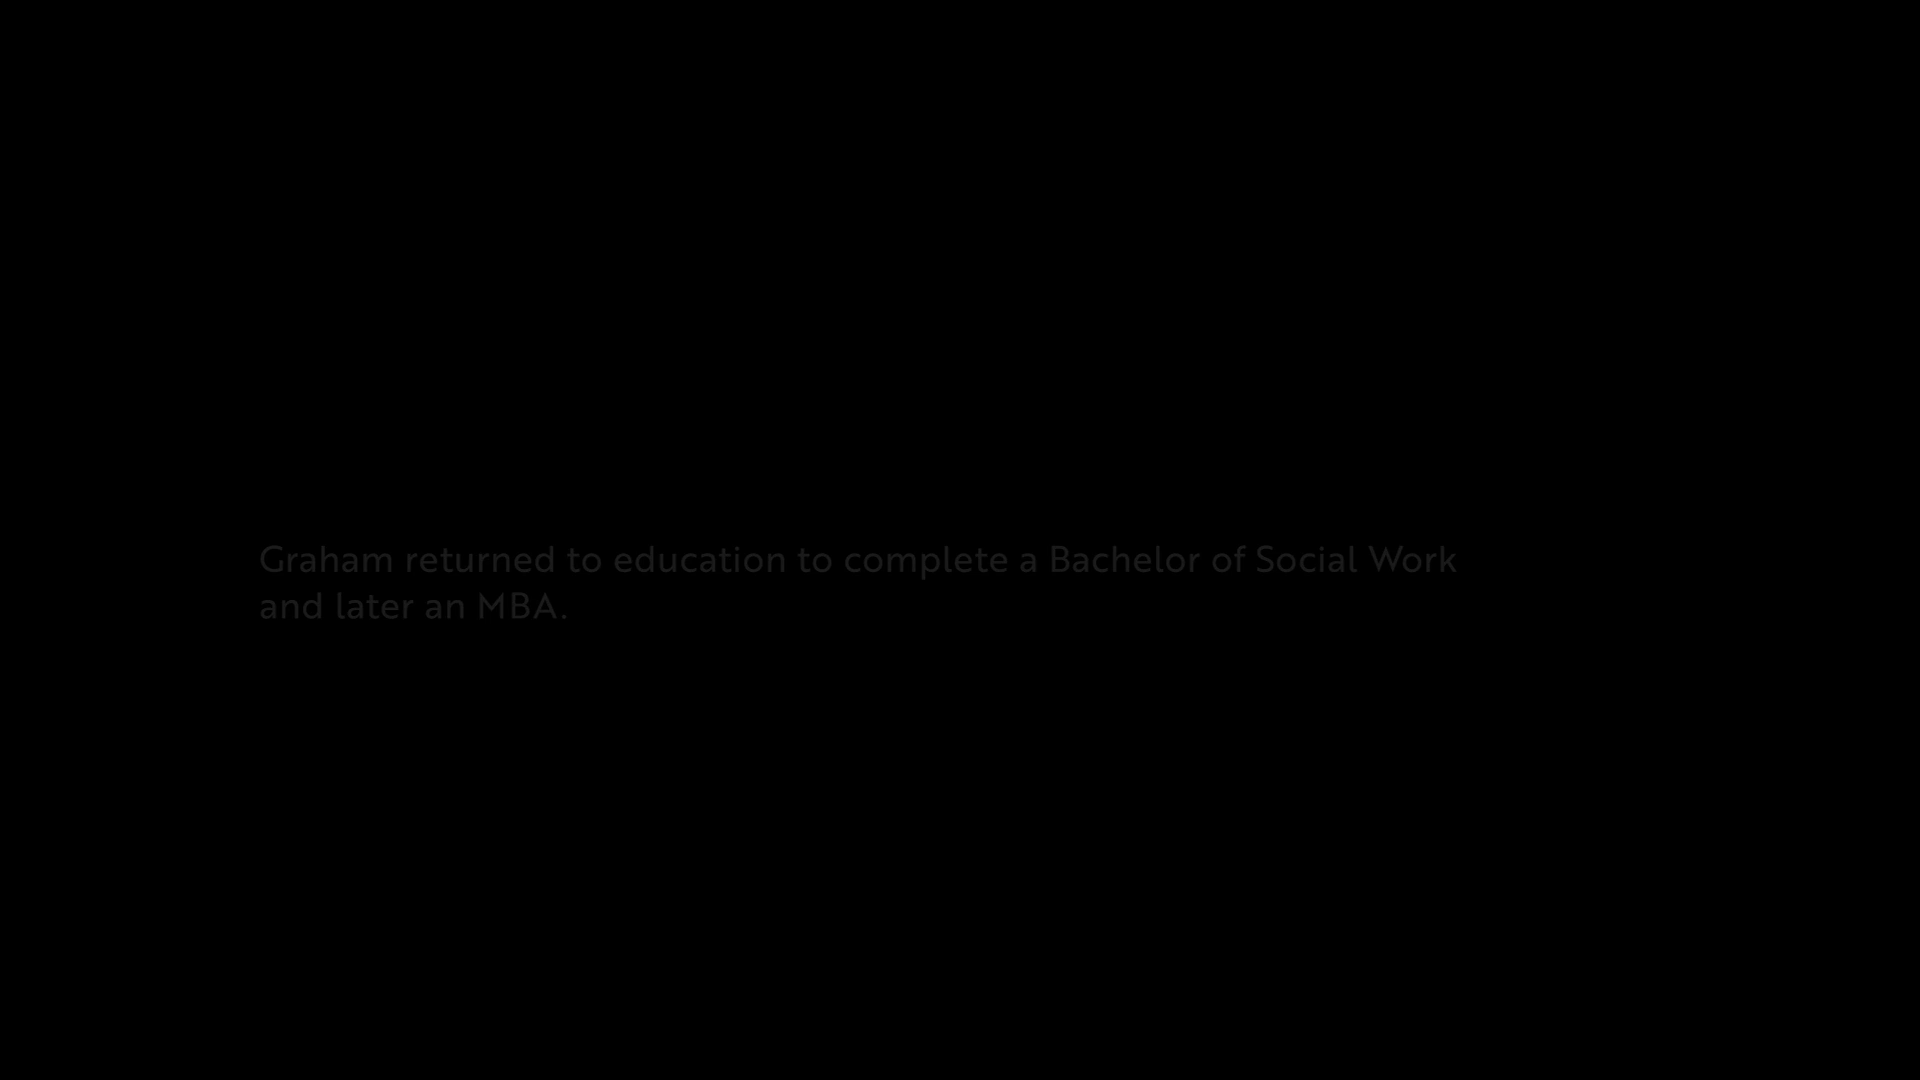 Graham returned to education to complete a Bachelor of Social Work
and later an MBA.